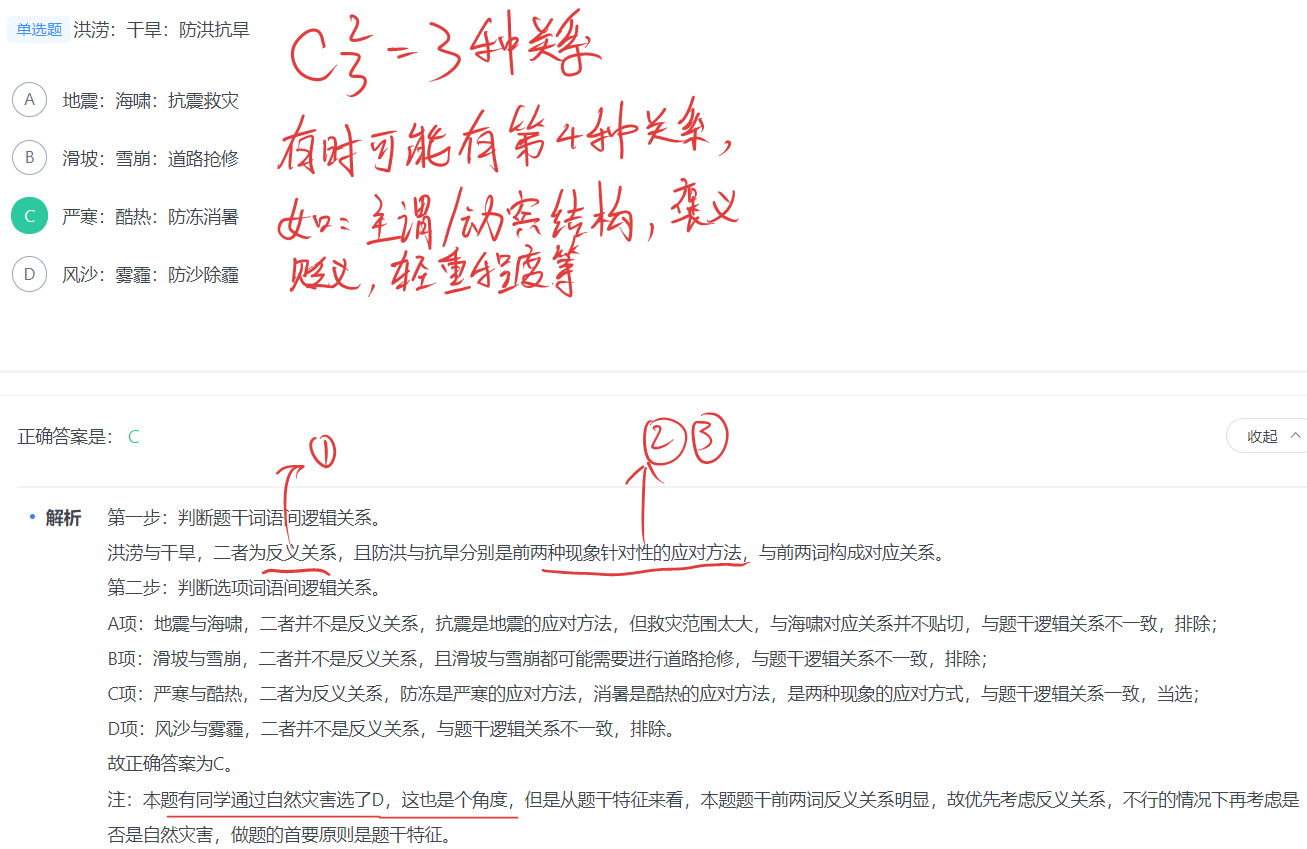 单选题 洪涝：干旱：防洪抗旱
C²₃=3种关系
A 地震：海啸：抗震救灾
有时可能有第4种关系，
B 滑坡：雪崩：道路抢修
C 严寒：酷热：防冻消暑
如：主谓/动宾结构，褒义
贬义，轻重程度等
D 风沙：雾霾：防沙除霾
正确答案是： C
① ②③
收起
解析 第一步：判断题干词语间逻辑关系。
洪涝与干旱，二者为反义关系，且防洪与抗旱分别是前两种现象针对性的应对方法，与前两词构成对应关系。
第二步：判断选项词语间逻辑关系。
A项：地震与海啸，二者并不是反义关系，抗震是地震的应对方法，但救灾范围太大，与海啸对应关系并不贴切，与题干逻辑关系不一致，排除；
B项：滑坡与雪崩，二者并不是反义关系，且滑坡与雪崩都可能需要进行道路抢修，与题干逻辑关系不一致，排除；
C项：严寒与酷热，二者为反义关系，防冻是严寒的应对方法，消暑是酷热的应对方法，是两种现象的应对方式，与题干逻辑关系一致，当选；
D项：风沙与雾霾，二者并不是反义关系，与题干逻辑关系不一致，排除。
故正确答案为C。
注：本题有同学通过自然灾害选了D，这也是个角度，但是从题干特征来看，本题题干前两词反义关系明显，故优先考虑反义关系，不行的情况下再考虑是
否是自然灾害，做题的首要原则是题干特征。